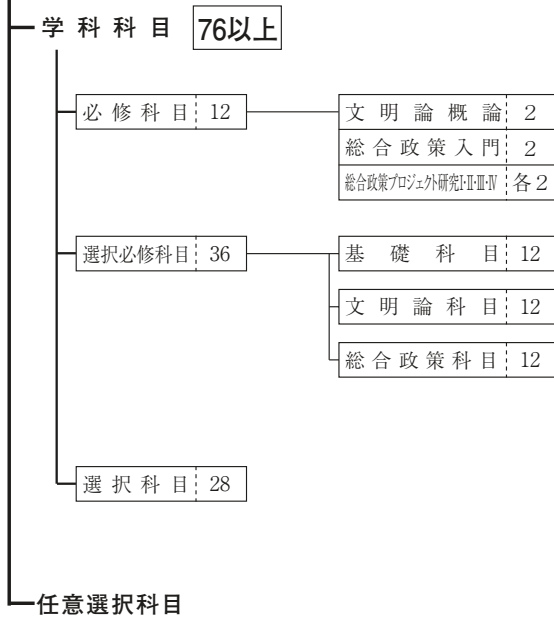 学科科目 76以上
必修科目 12
文明論概論 2
総合政策入門 2
総合政策プロジェクト研究Ⅰ・Ⅱ・Ⅲ・Ⅳ 各2
選択必修科目 36
基礎科目 12
文明論科目 12
総合政策科目 12
選択科目 28
任意選択科目